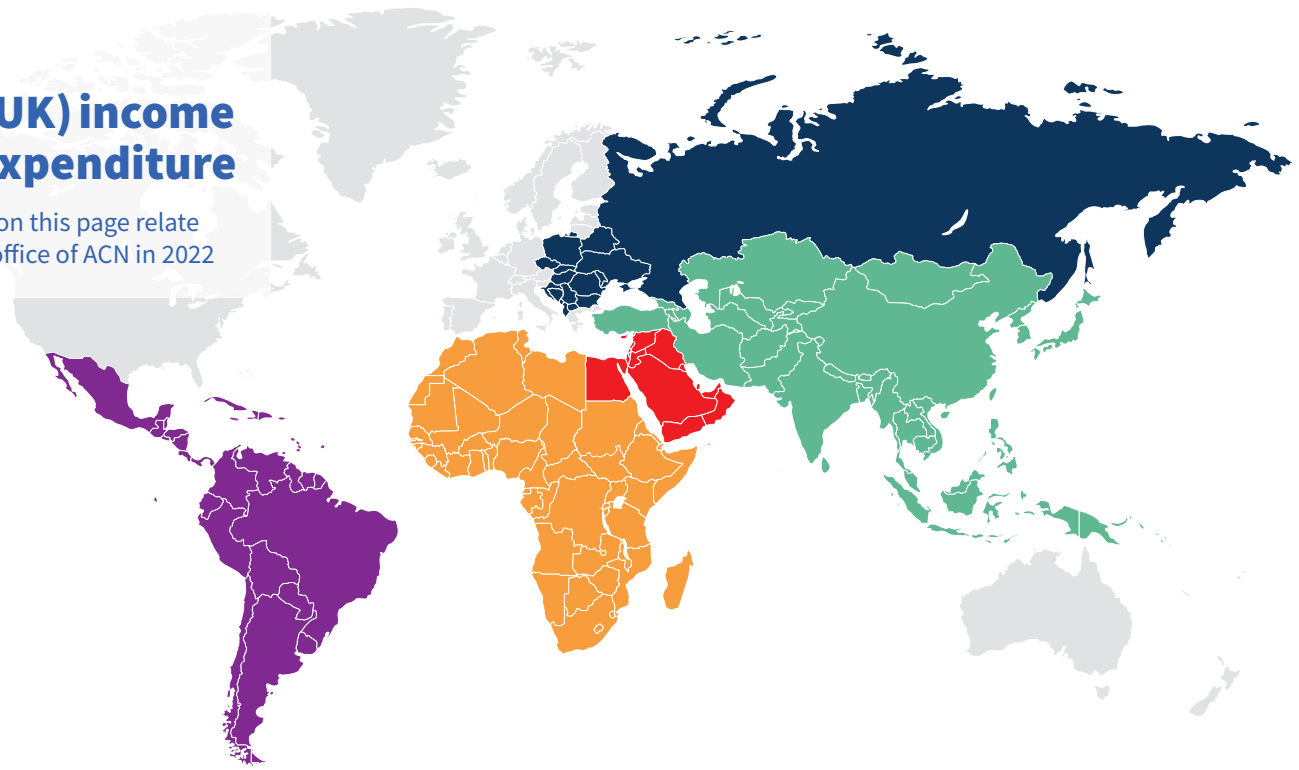 UK) income
xpenditure
on this page relate
office of ACN in 2022